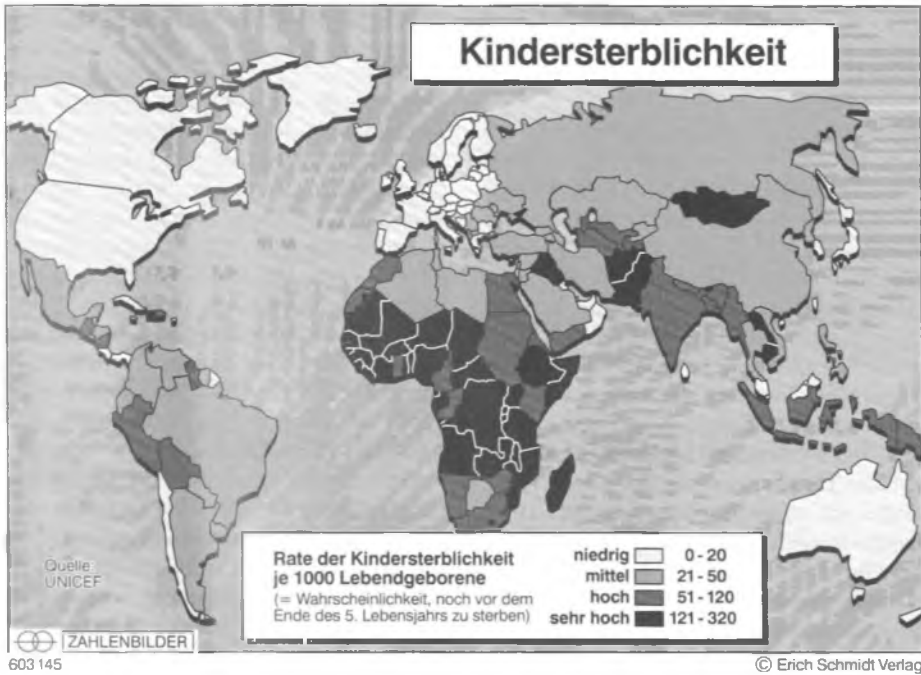 Kindersterblichkeit
Rate der Kindersterblichkeit
je 1000 Lebendgeborene
(= Wahrscheinlichkeit, noch vor dem
Ende des 5. Lebensjahrs zu sterben)
niedrig 0 - 20
mittel 21 - 50
hoch 51 - 120
sehr hoch 121 - 320
Quelle:
UNICEF
ZAHLENBILDER
603 145
© Erich Schmidt Verlag